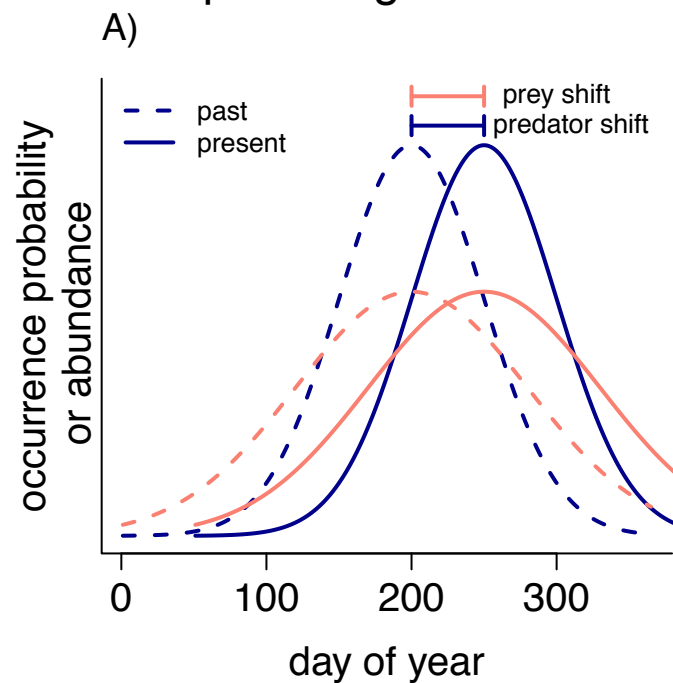 A)
past
present
prey shift
predator shift
occurrence probability
or abundance
0 100 200 300
day of year